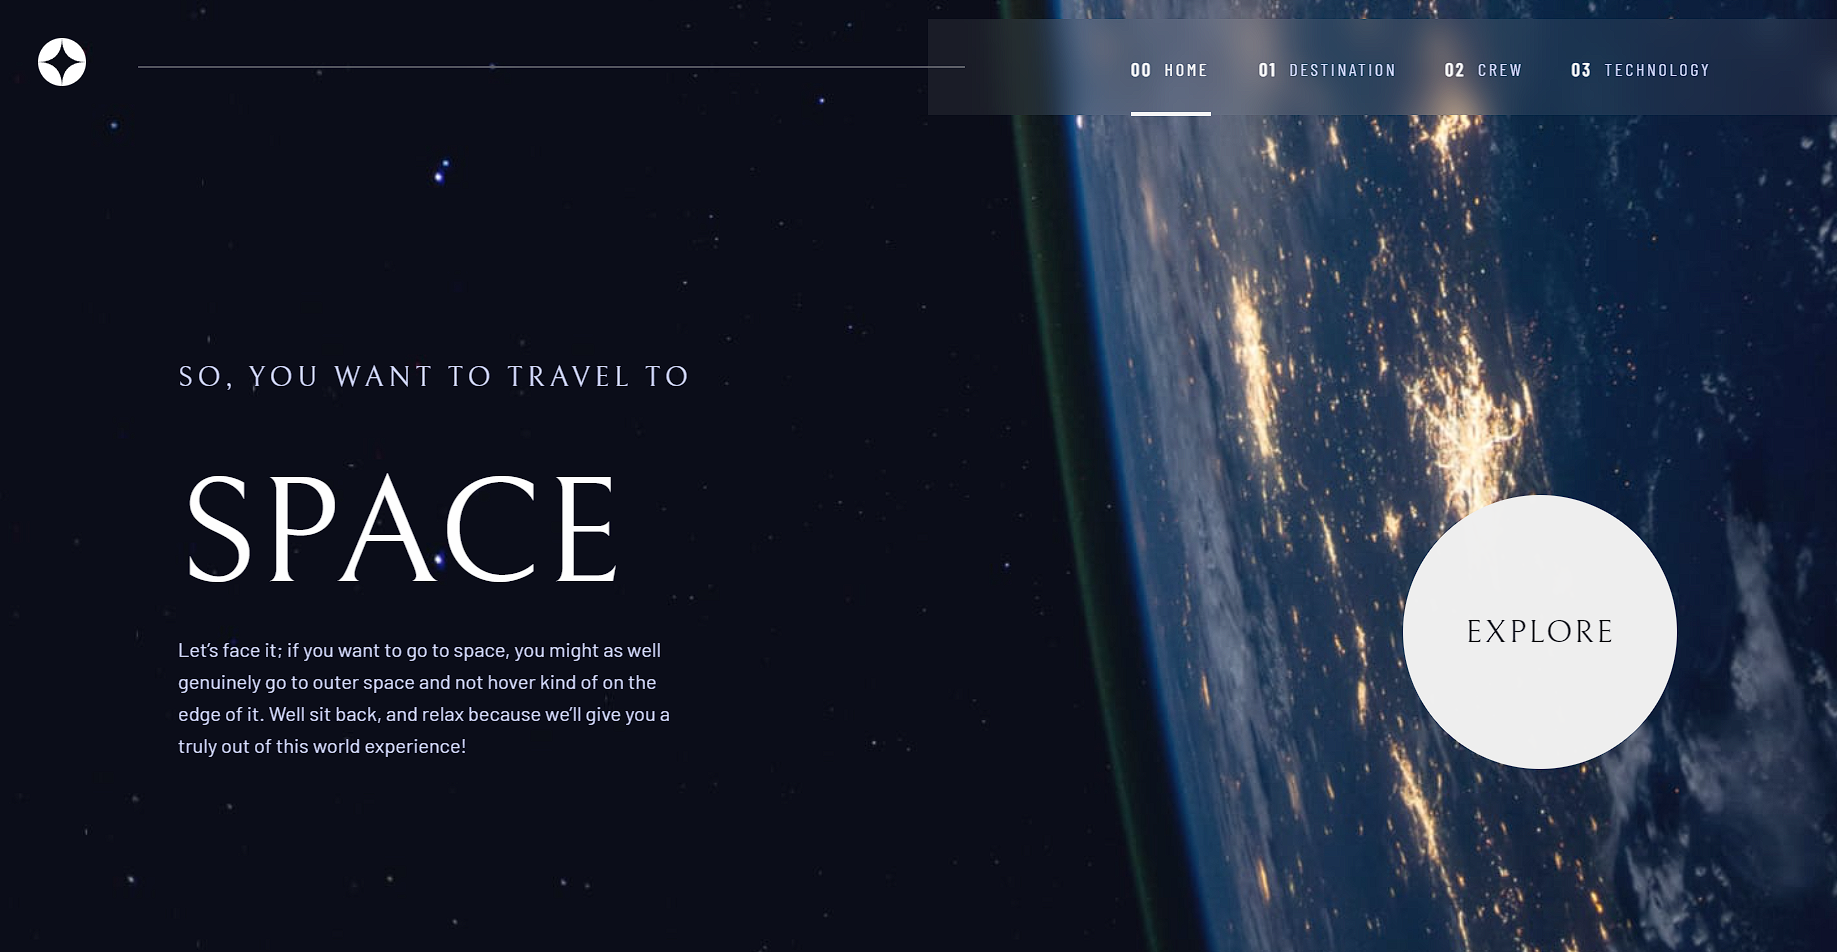 00 HOME 01 DESTINATION 02 CREW 03 TECHNOLOGY
SO, YOU WANT TO TRAVEL TO
SPACE
Let’s face it; if you want to go to space, you might as well
genuinely go to outer space and not hover kind of on the
edge of it. Well sit back, and relax because we’ll give you a
truly out of this world experience!
EXPLORE